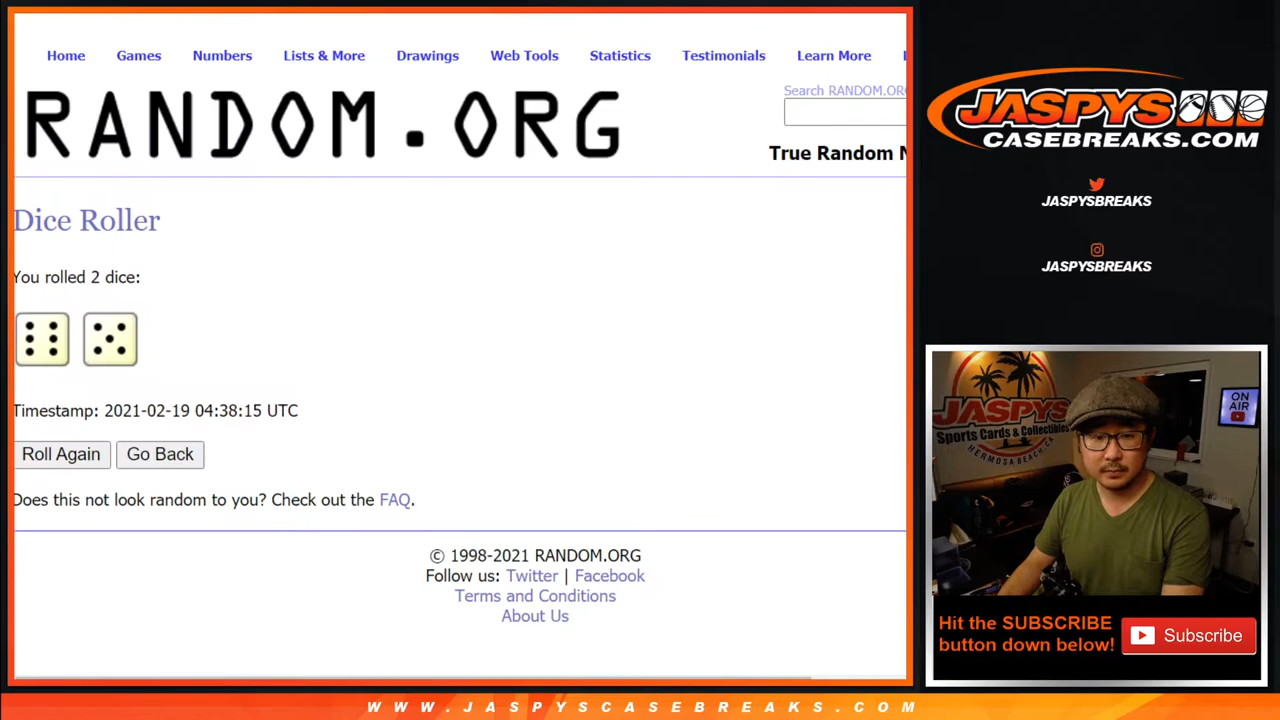 Home Games Numbers Lists & More Drawings Web Tools Statistics Testimonials Learn More
RANDOM.ORG
Search RANDOM.ORG
True Random N
Dice Roller
You rolled 2 dice:
Timestamp: 2021-02-19 04:38:15 UTC
Roll Again Go Back
Does this not look random to you? Check out the FAQ.
© 1998-2021 RANDOM.ORG
Follow us: Twitter | Facebook
Terms and Conditions
About Us
JASPYS
CASEBREAKS.COM
JASPYSBREAKS
JASPYSBREAKS
JASPYS
Sports Cards & Collectibles
HERMOSA BEACH, CA
ON
AIR
Hit the SUBSCRIBE
button down below!
Subscribe
WWW.JASPYSCASEBREAKS.COM